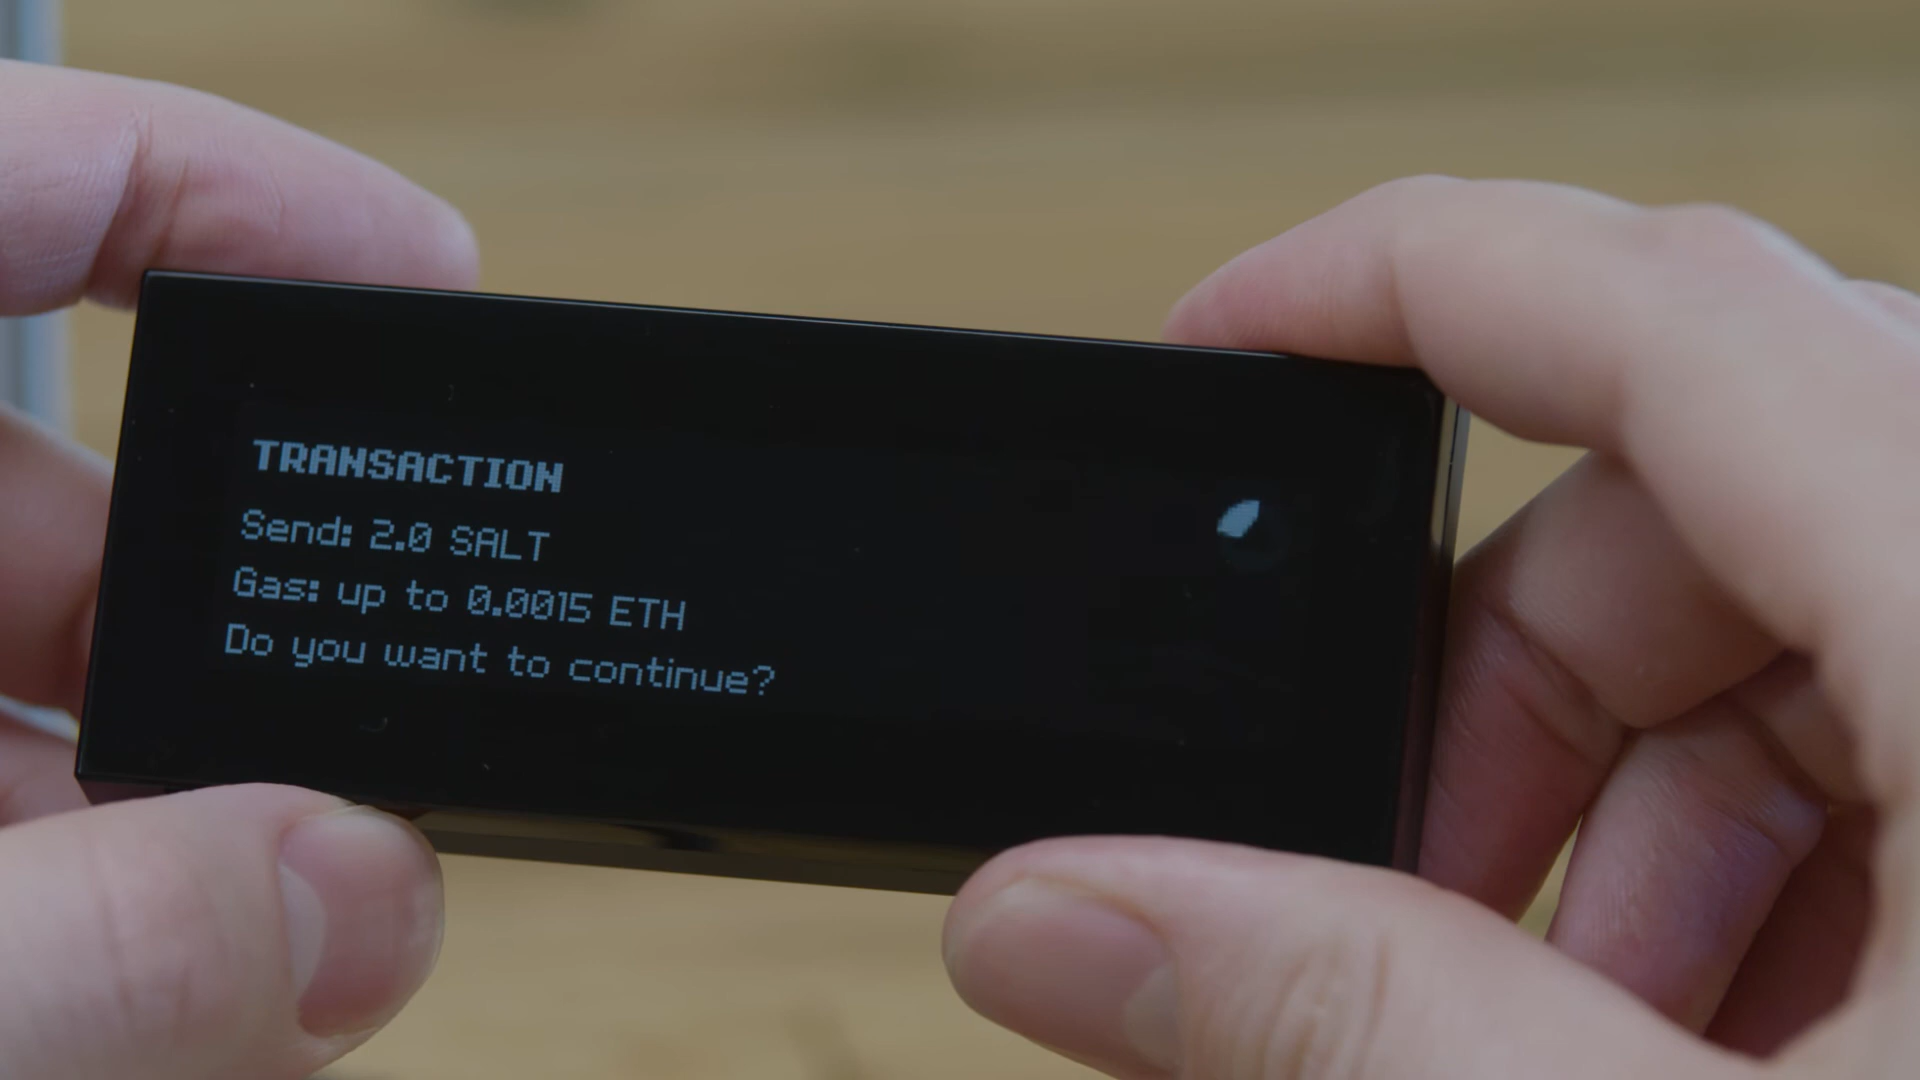 TRANSACTION
Send: 2.0 SALT
Gas: up to 0.0015 ETH
Do you want to continue?